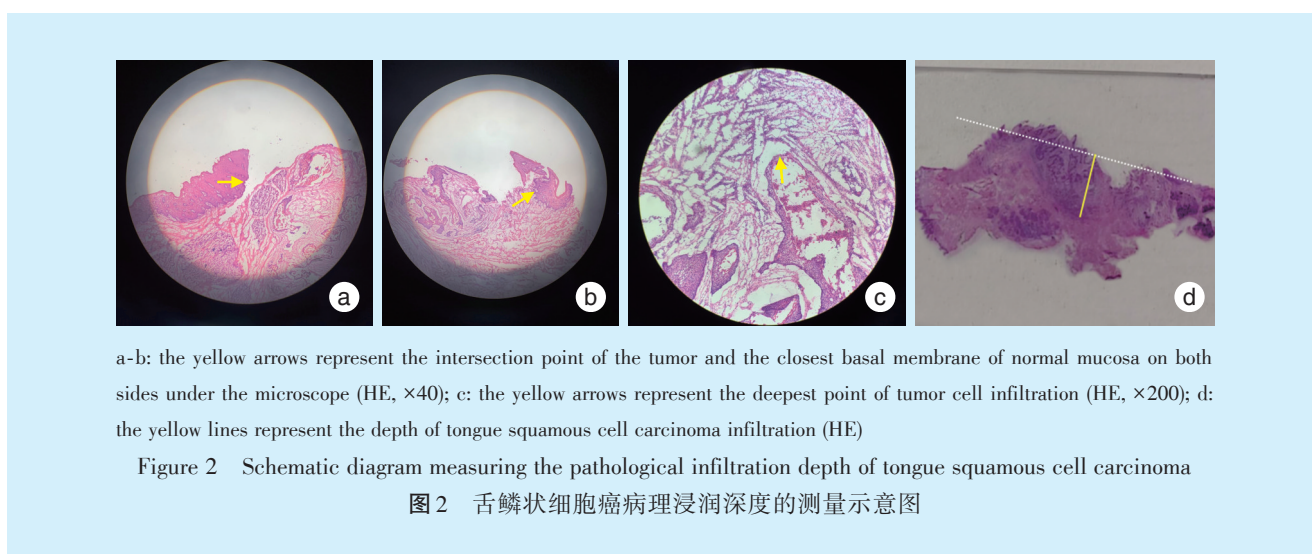 a
b
c
d
a-b: the yellow arrows represent the intersection point of the tumor and the closest basal membrane of normal mucosa on both
sides under the microscope (HE, ×40); c: the yellow arrows represent the deepest point of tumor cell infiltration (HE, ×200); d:
the yellow lines represent the depth of tongue squamous cell carcinoma infiltration (HE)
Figure 2 Schematic diagram measuring the pathological infiltration depth of tongue squamous cell carcinoma
图2 舌鳞状细胞癌病理浸润深度的测量示意图